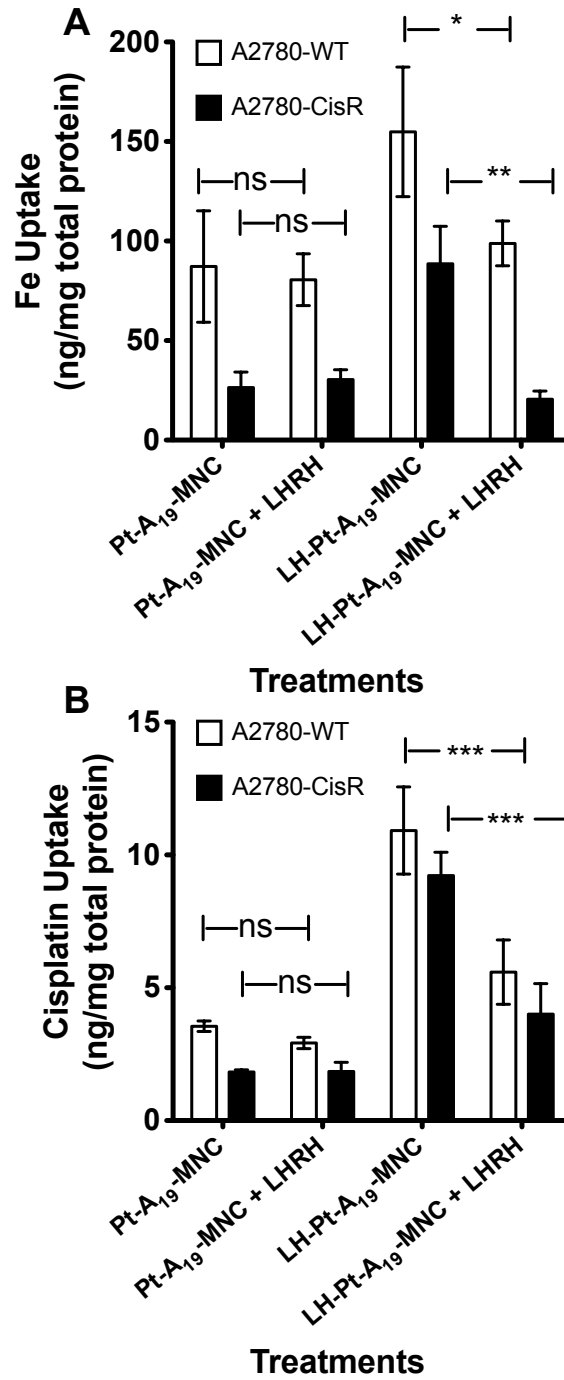 A
Fe Uptake
(ng/mg total protein)
200
150
100
50
0
A2780-WT
A2780-CisR
ns
ns
*
**
Pt-A₁₉-MNC
Pt-A₁₉-MNC + LHRH
LH-Pt-A₁₉-MNC
LH-Pt-A₁₉-MNC + LHRH
Treatments
B
Cisplatin Uptake
(ng/mg total protein)
15
10
5
0
A2780-WT
A2780-CisR
ns
ns
***
***
Pt-A₁₉-MNC
Pt-A₁₉-MNC + LHRH
LH-Pt-A₁₉-MNC
LH-Pt-A₁₉-MNC + LHRH
Treatments